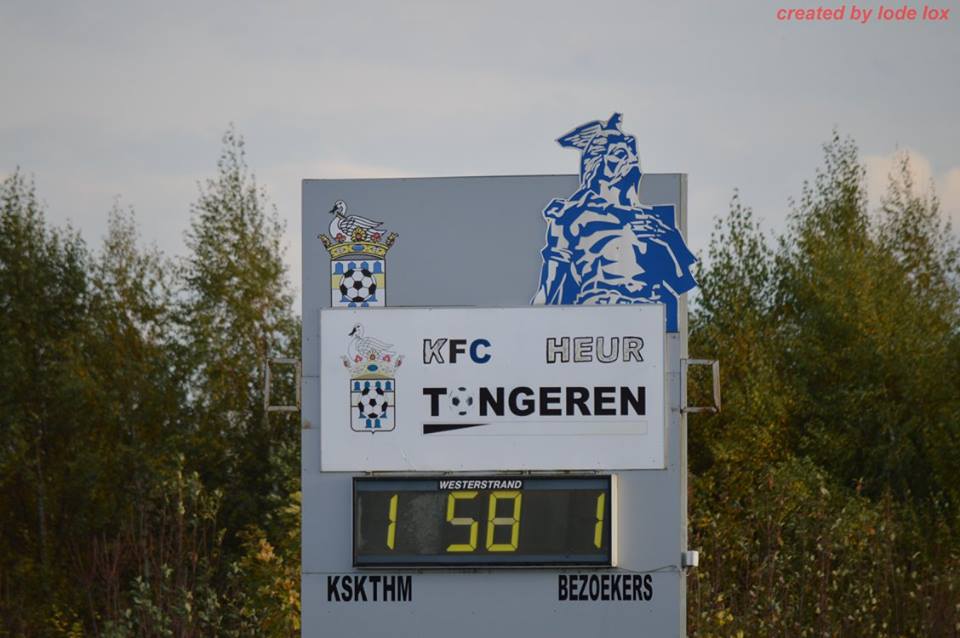 created by lode lox
KFC HEUR
TONGEREN
WESTERSTRAND
1 58 1
KSKTHM BEZOEKERS